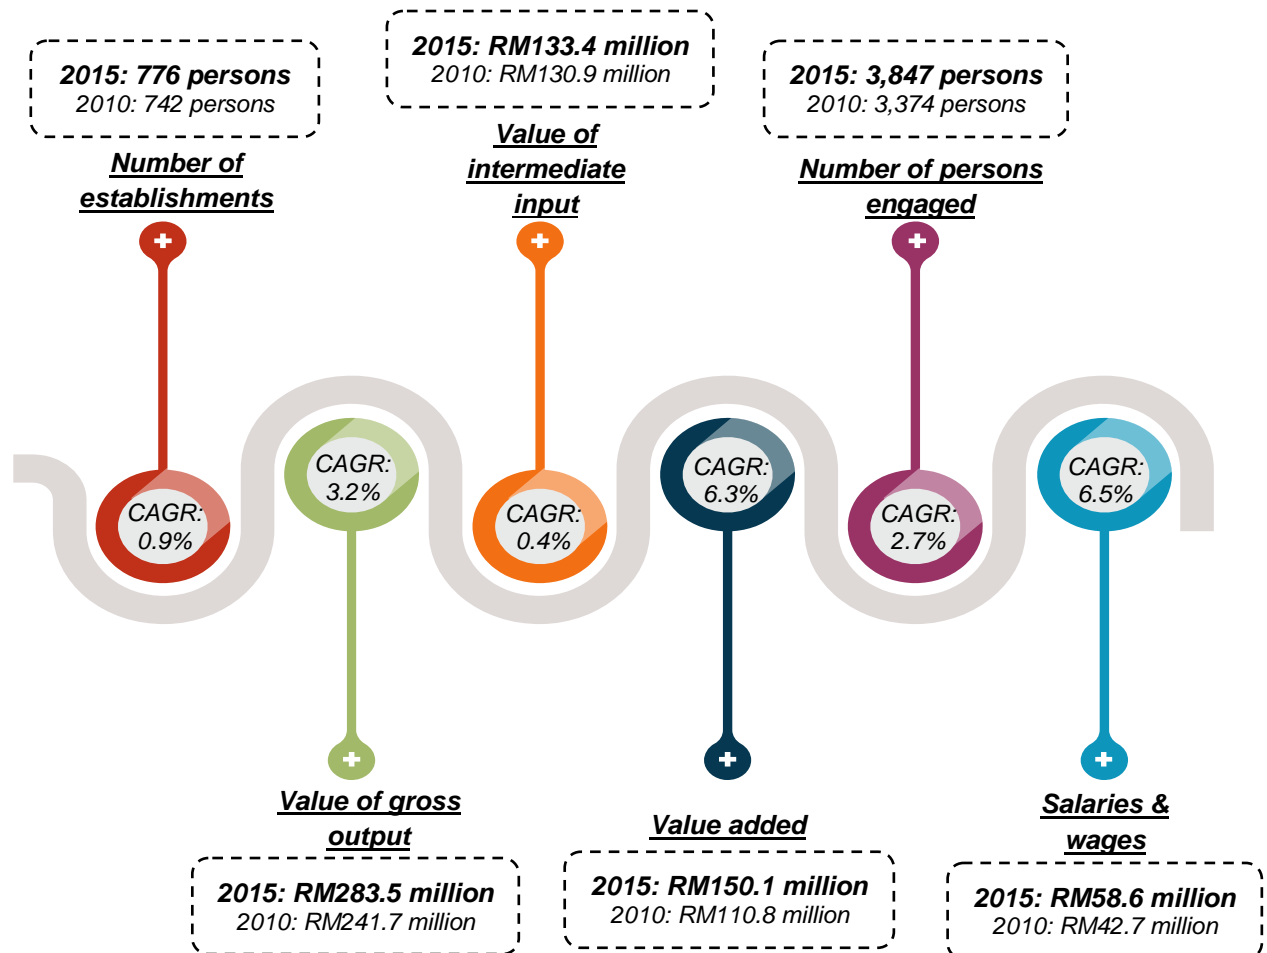 2015: 776 persons
2010: 742 persons
Number of
establishments
2015: RM133.4 million
2010: RM130.9 million
Value of
intermediate
input
2015: 3,847 persons
2010: 3,374 persons
Number of persons
engaged
CAGR:
0.9%
CAGR:
3.2%
CAGR:
0.4%
CAGR:
6.3%
CAGR:
2.7%
CAGR:
6.5%
Value of gross
output
2015: RM283.5 million
2010: RM241.7 million
Value added
2015: RM150.1 million
2010: RM110.8 million
Salaries &
wages
2015: RM58.6 million
2010: RM42.7 million